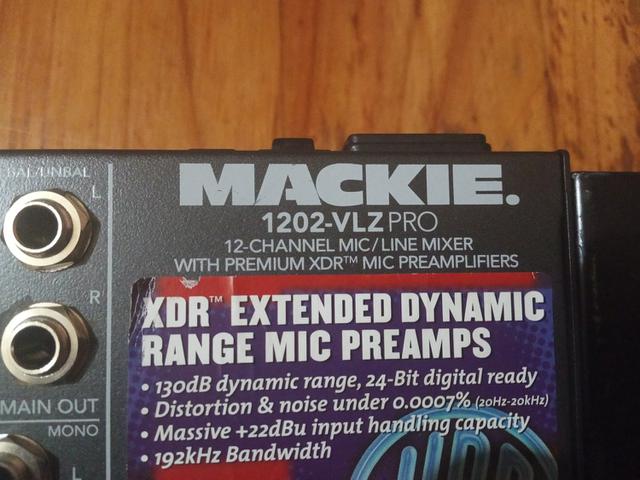 BAL/UNBAL
L
R
MAIN OUT
MONO
L
MACKIE.
1202-VLZ PRO
12-CHANNEL MIC/LINE MIXER
WITH PREMIUM XDR™ MIC PREAMPLIFIERS
XDR™ EXTENDED DYNAMIC
RANGE MIC PREAMPS
• 130dB dynamic range, 24-Bit digital ready
• Distortion & noise under 0.0007% (20Hz-20kHz)
• Massive +22dBu input handling capacity
• 192kHz Bandwidth
XDR